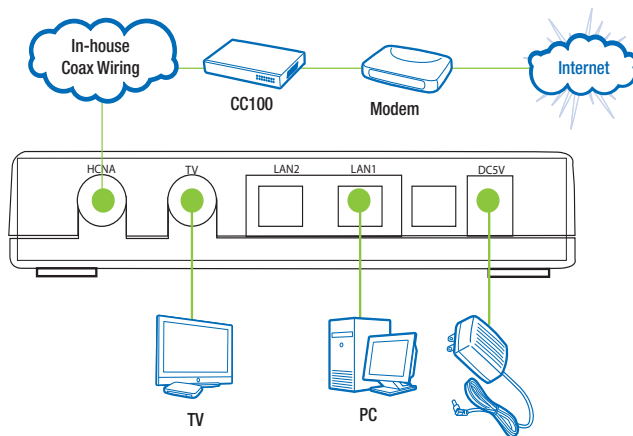 In-house
Coax Wiring
CC100
Modem
Internet
HCNA
TV
LAN2
LAN1
DC5V
TV
PC